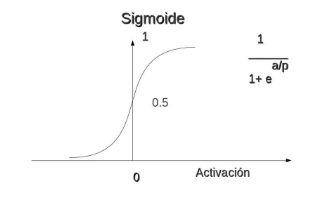 Sigmoide
1
1
a/p
1+ e
0.5
Activación
0